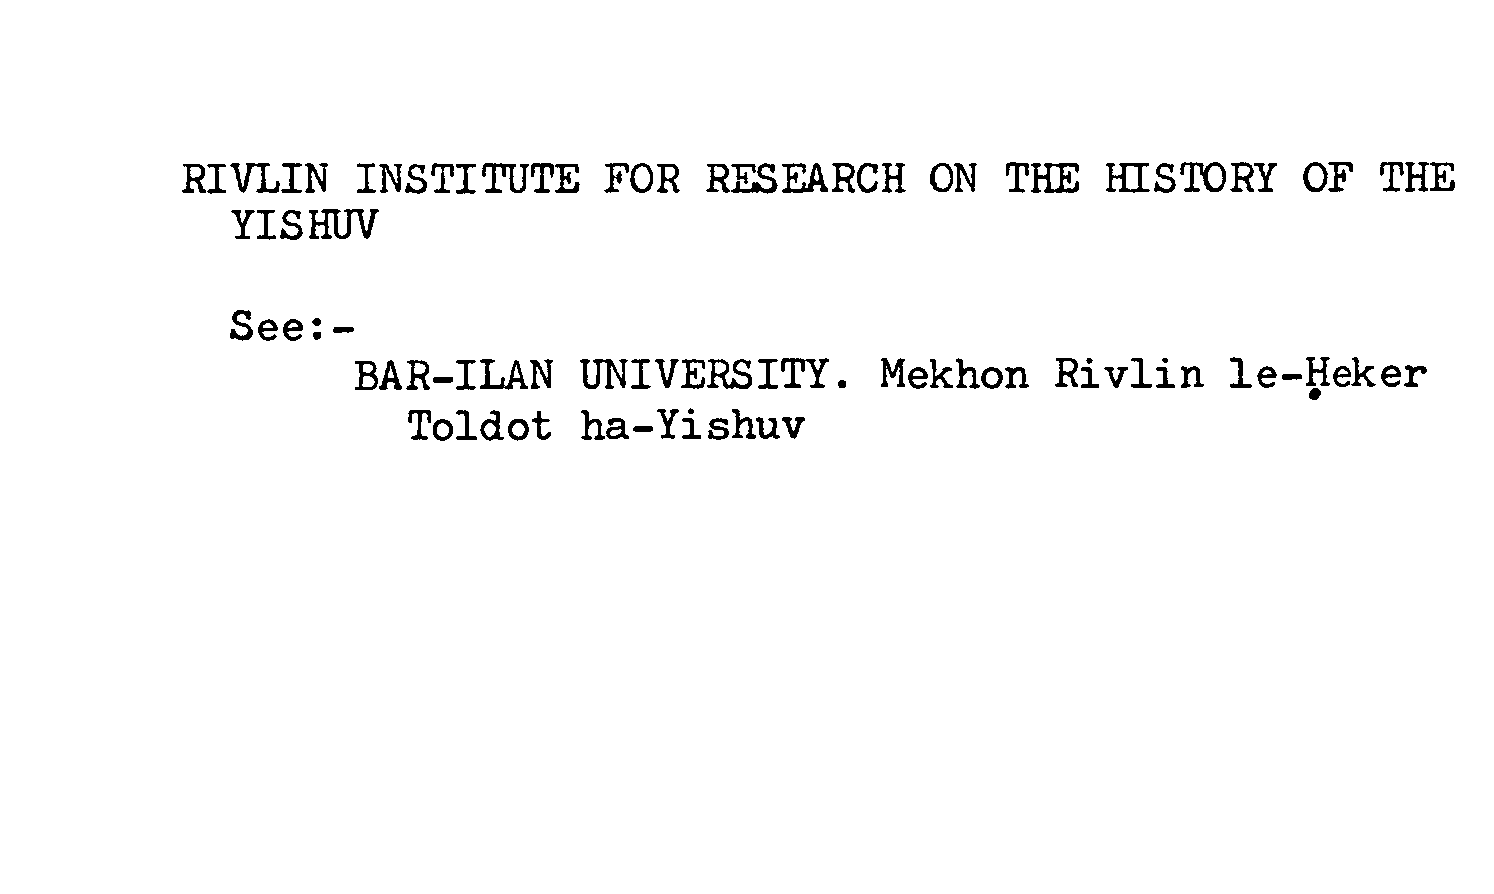 RIVLIN INSTITUTE FOR RESEARCH ON THE HISTORY OF THE
YISHUV
See:-
BAR-ILAN UNIVERSITY. Mekhon Rivlin le-Ḥeker
Toldot ha-Yishuv